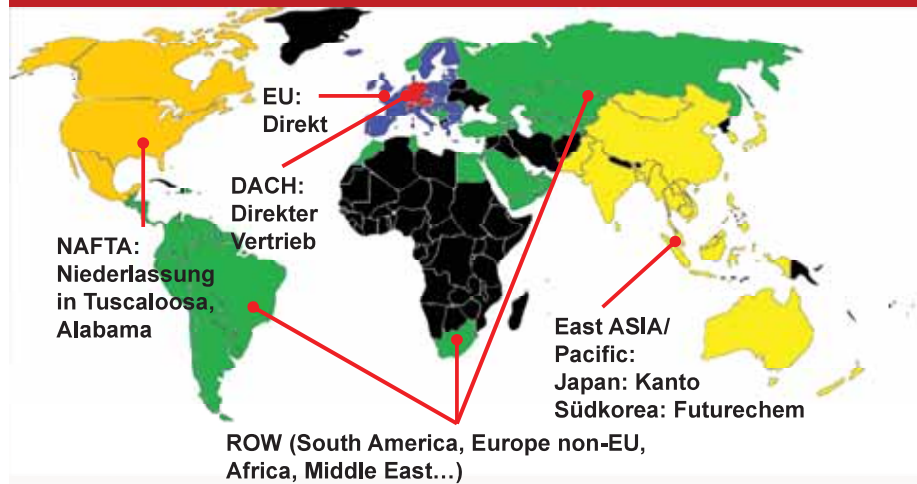 EU:
Direkt
DACH:
Direkter
Vertrieb
NAFTA:
Niederlassung
in Tuscaloosa,
Alabama
East ASIA/
Pacific:
Japan: Kanto
Südkorea: Futurechem
ROW (South America, Europe non-EU,
Africa, Middle East...)